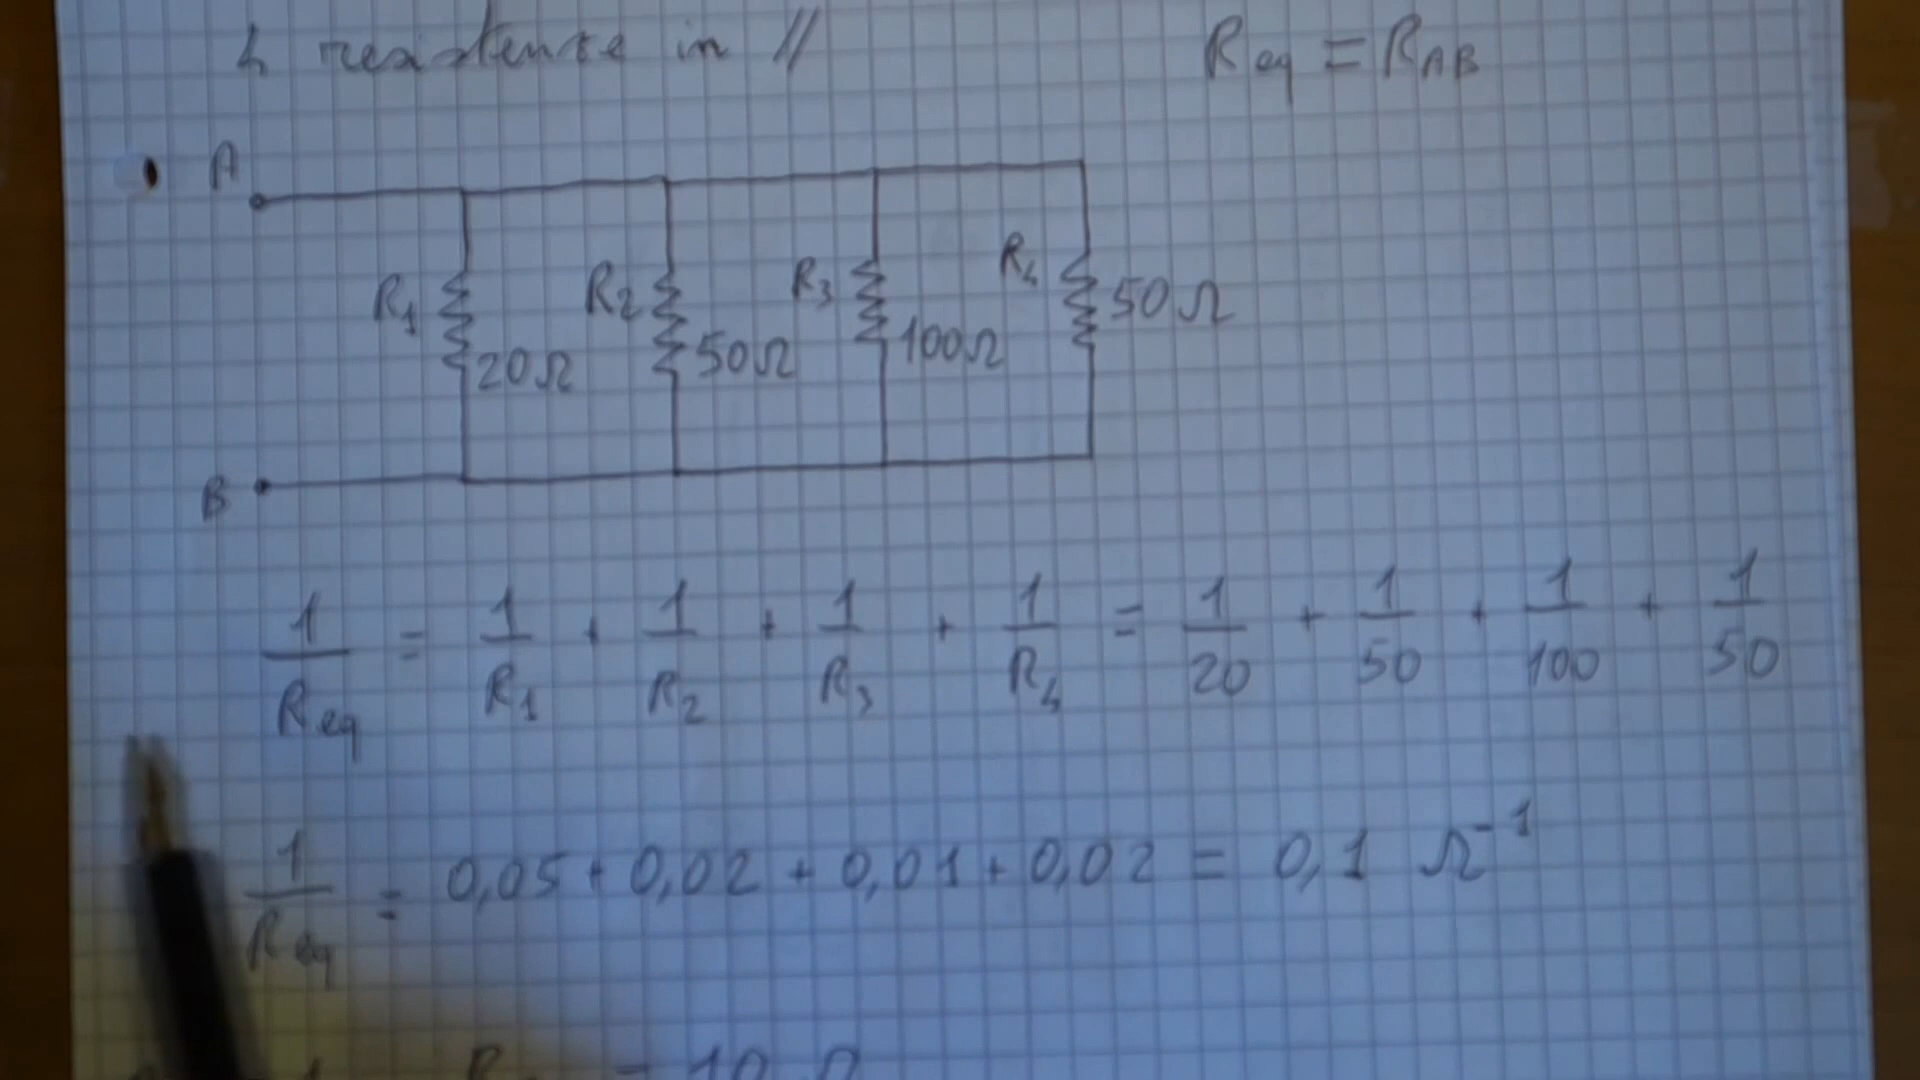 4 resistenze in // Req = RAB
A
R1 20Ω R2 50Ω R3 100Ω R4 50Ω
B
1/Req = 1/R1 + 1/R2 + 1/R3 + 1/R4 = 1/20 + 1/50 + 1/100 + 1/50
1/Req = 0,05 + 0,02 + 0,01 + 0,02 = 0,1 Ω⁻¹
= 10 Ω